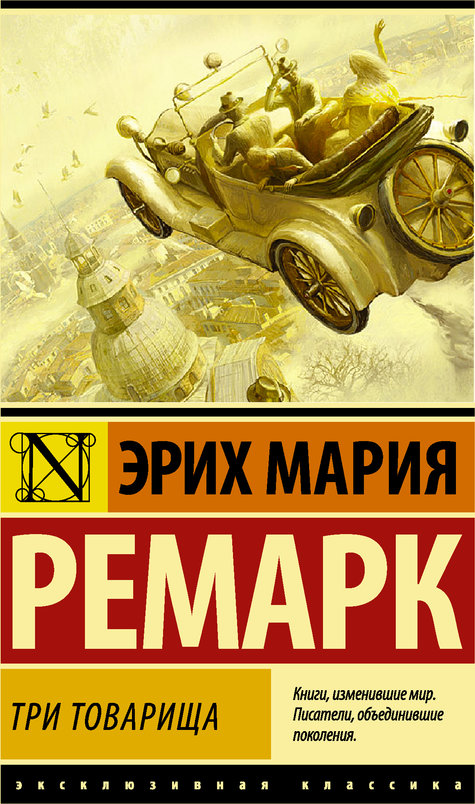 N
ЭРИХ МАРИЯ
РЕМАРК
ТРИ ТОВАРИЩА
Книги, изменившие мир.
Писатели, объединившие
поколения.
эксклюзивная классика